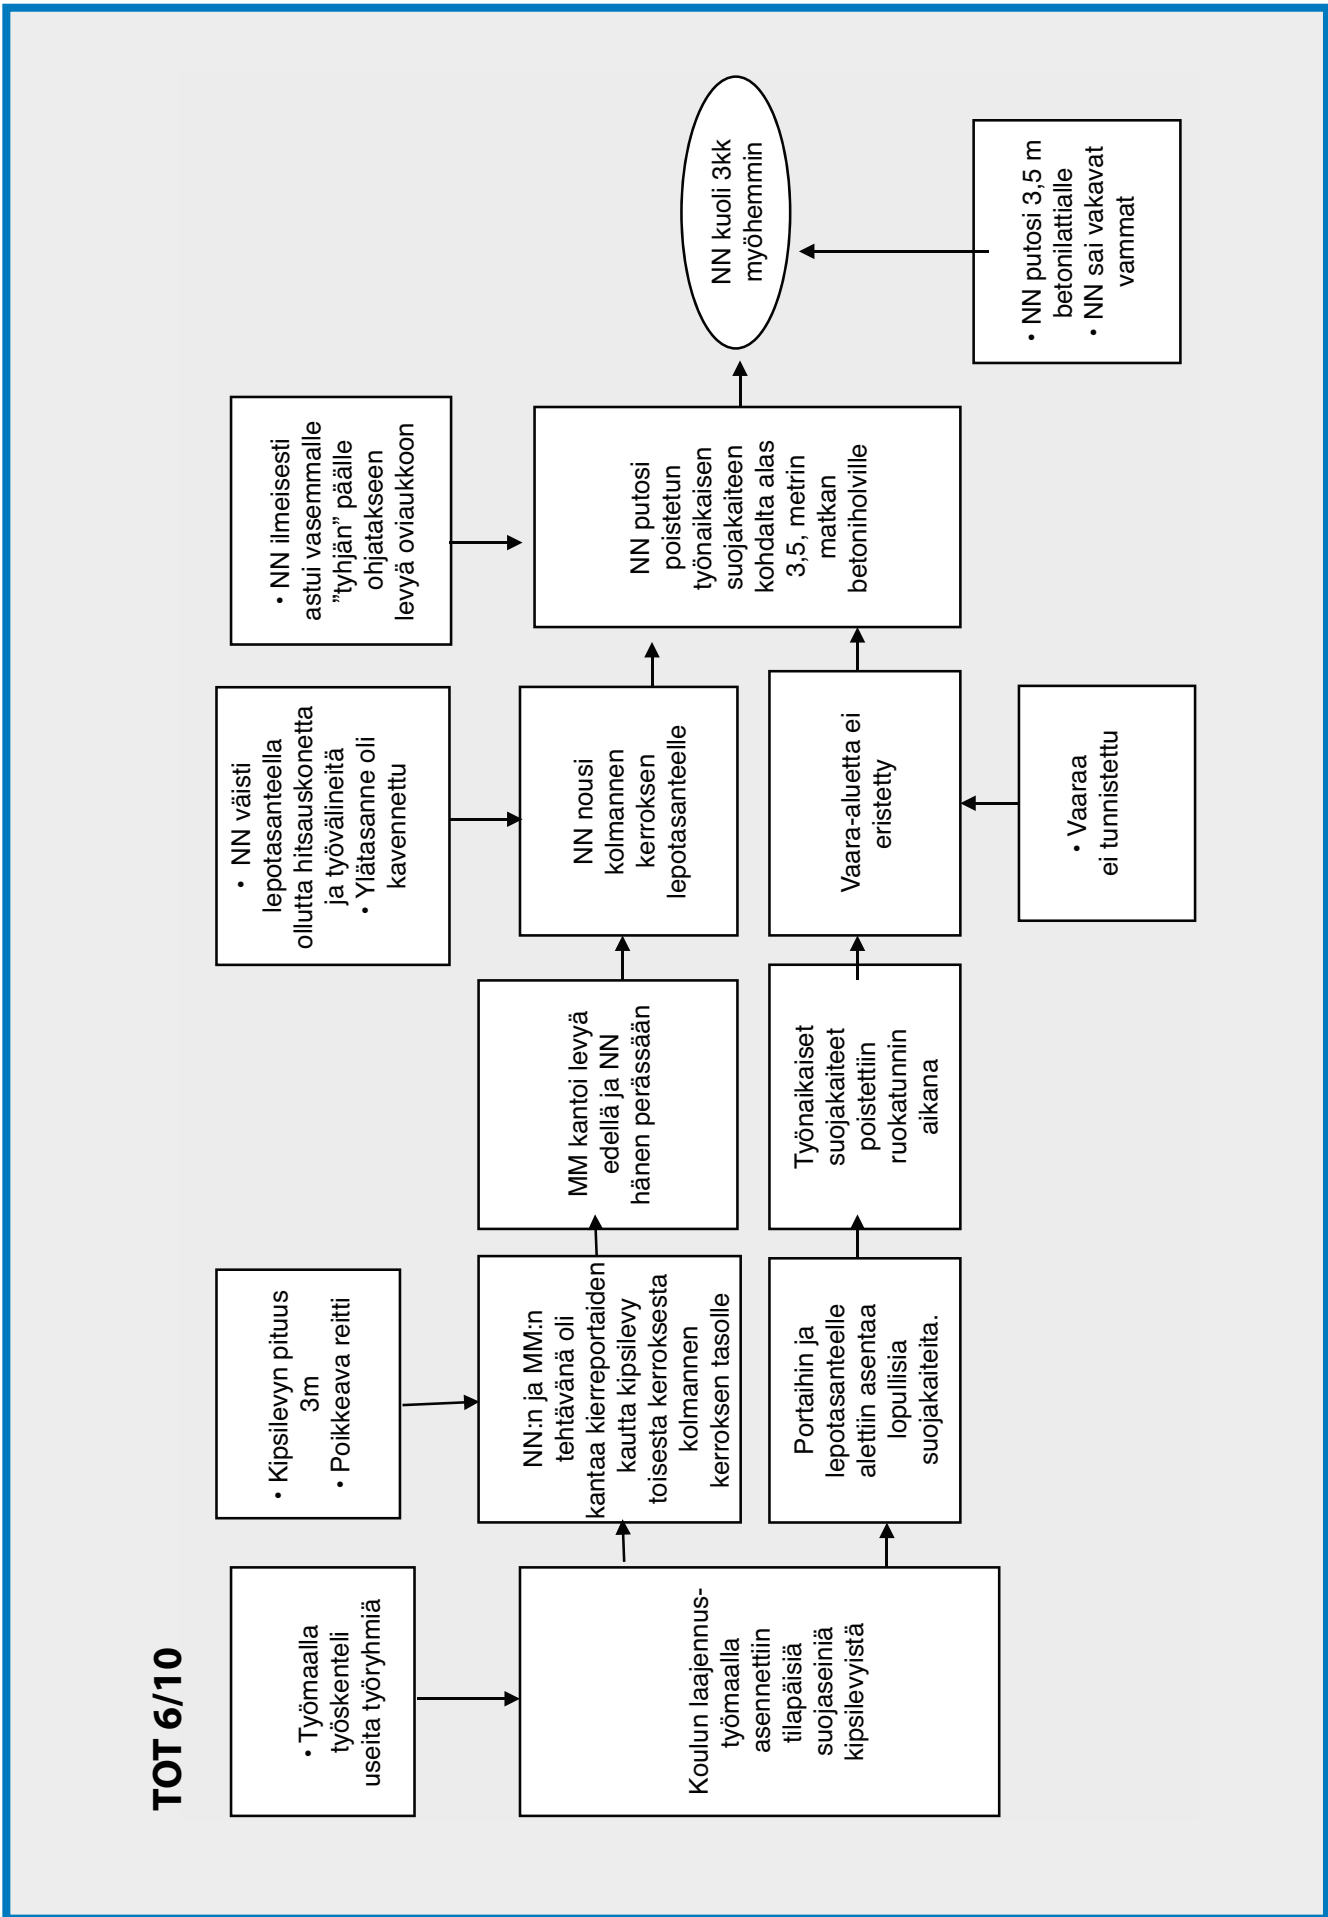 TOT 6/10
• Työmaalla
työskenteli
useita työryhmiä
Koulun laajennus-
työmaalla
asennettiin
tilapäisiä
suojaseiniä
kipsilevyistä
• Kipsilevyn pituus
3m
• Poikkeava reitti
NN:n ja MM:n
tehtävänä oli
kantaa kierreportaiden
kautta kipsilevy
toisesta kerroksesta
kolmannen
kerroksen tasolle
Portaihin ja
lepotasanteelle
alettiin asentaa
lopullisia
suojakaiteita.
MM kantoi levyä
edellä ja NN
hänen perässään
Työnaikaiset
suojakaiteet
poistettiin
ruokatunnin
aikana
• NN väisti
lepotasanteella
ollutta hitsauskonetta
ja työvälineitä
• Ylätasanne oli
kavennettu
NN nousi
kolmannen
kerroksen
lepotasanteelle
Vaara-aluetta ei
eristetty
• Vaaraa
ei tunnistettu
• NN ilmeisesti
astui vasemmalle
”tyhjän” päälle
ohjatakseen
levyä oviaukkoon
NN putosi
poistetun
työnaikaisen
suojakaiteen
kohdalta alas
3,5, metrin
matkan
betoniholville
NN kuoli 3kk
myöhemmin
• NN putosi 3,5 m
betonilattialle
• NN sai vakavat
vammat